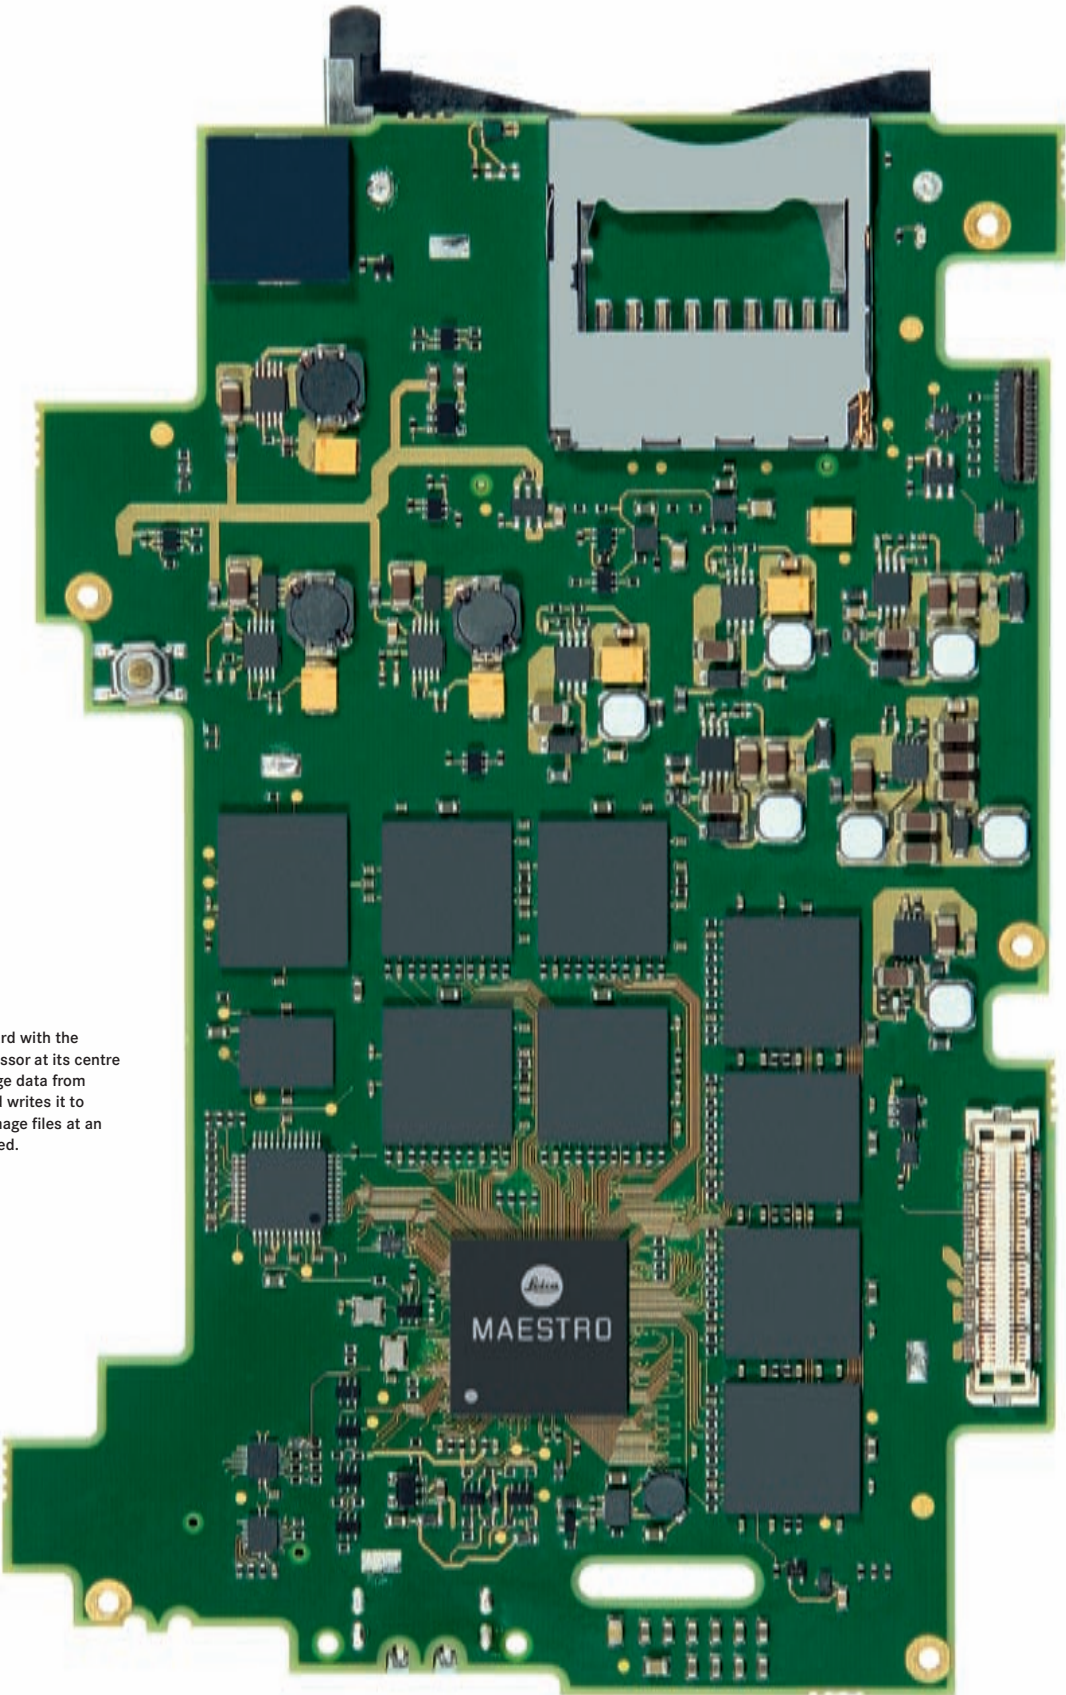 rd with the
ssor at its centre
ge data from
l writes it to
nage files at an
ed.
Leica
MAESTRO